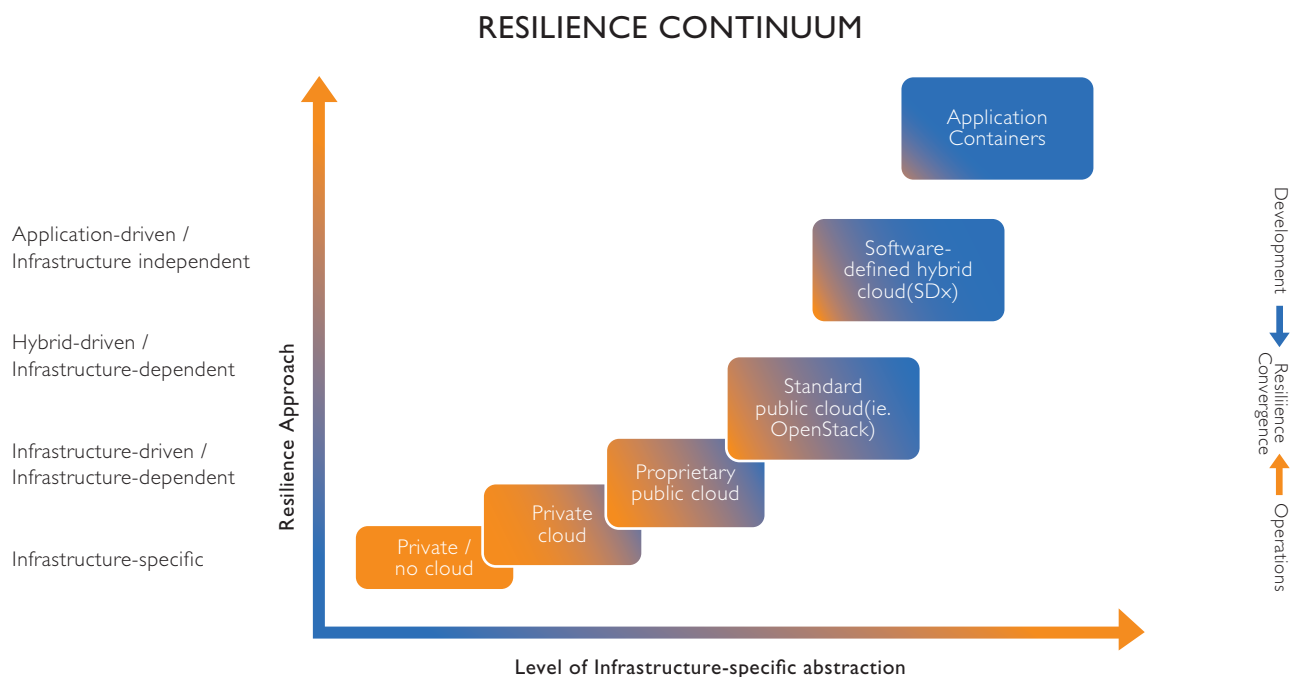 RESILIENCE CONTINUUM
Application
Containers
Application-driven /
Infrastructure independent
Software-
defined hybrid
cloud(SDx)
Hybrid-driven /
Infrastructure-dependent
Standard
public cloud(ie.
OpenStack)
Infrastructure-driven /
Infrastructure-dependent
Proprietary
public cloud
Private
cloud
Infrastructure-specific
Private /
no cloud
Resilience Approach
Level of Infrastructure-specific abstraction
Development
Resiliience
Convergence
Operations